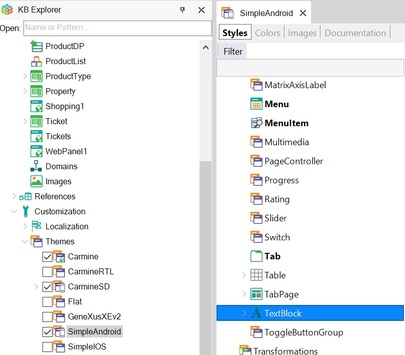 KB Explorer
Open: Name or Pattern...
ProductDP
ProductList
ProductType
Property
Shopping1
Ticket
Tickets
WebPanel1
Domains
Images
References
Customization
Localization
Themes
Carmine
CarmineRTL
CarmineSD
Flat
GeneXusXEv2
SimpleAndroid
SimpleIOS
SimpleAndroid
Styles Colors Images Documentation
Filter
MatrixAxisLabel
Menu
MenuItem
Multimedia
PageController
Progress
Rating
Slider
Switch
Tab
Table
TabPage
TextBlock
ToggleButtonGroup
Transformations